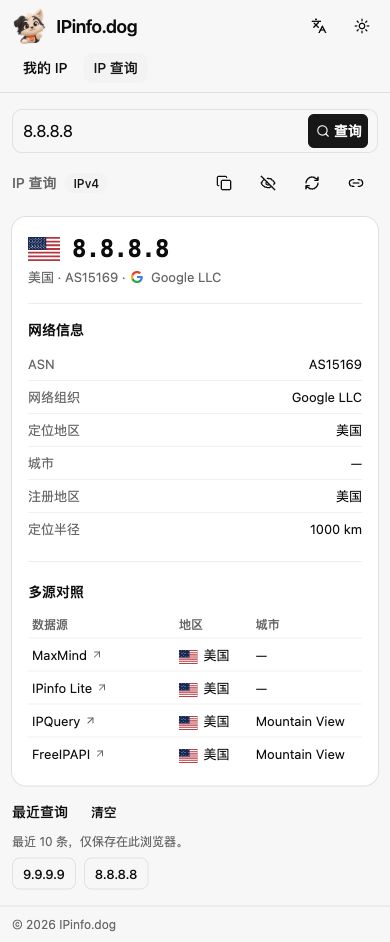 IPinfo.dog
我的 IP IP 查询
8.8.8.8 查询
IP 查询 IPv4
8.8.8.8
美国 · AS15169 · Google LLC
网络信息
ASN AS15169
网络组织 Google LLC
定位地区 美国
城市 —
注册地区 美国
定位半径 1000 km
多源对照
数据源 地区 城市
MaxMind ↗ 美国 —
IPinfo Lite ↗ 美国 —
IPQuery ↗ 美国 Mountain View
FreeIPAPI ↗ 美国 Mountain View
最近查询 清空
最近 10 条，仅保存在此浏览器。
9.9.9.9 8.8.8.8
© 2026 IPinfo.dog